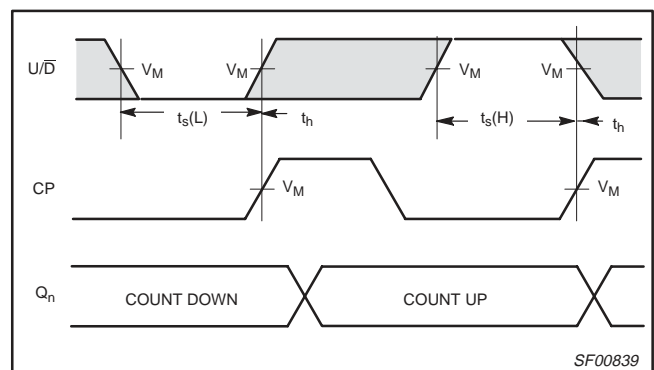 U/D̅ V_M V_M V_M V_M
t_s(L) t_h t_s(H) t_h
CP V_M V_M
Q_n COUNT DOWN COUNT UP
SF00839